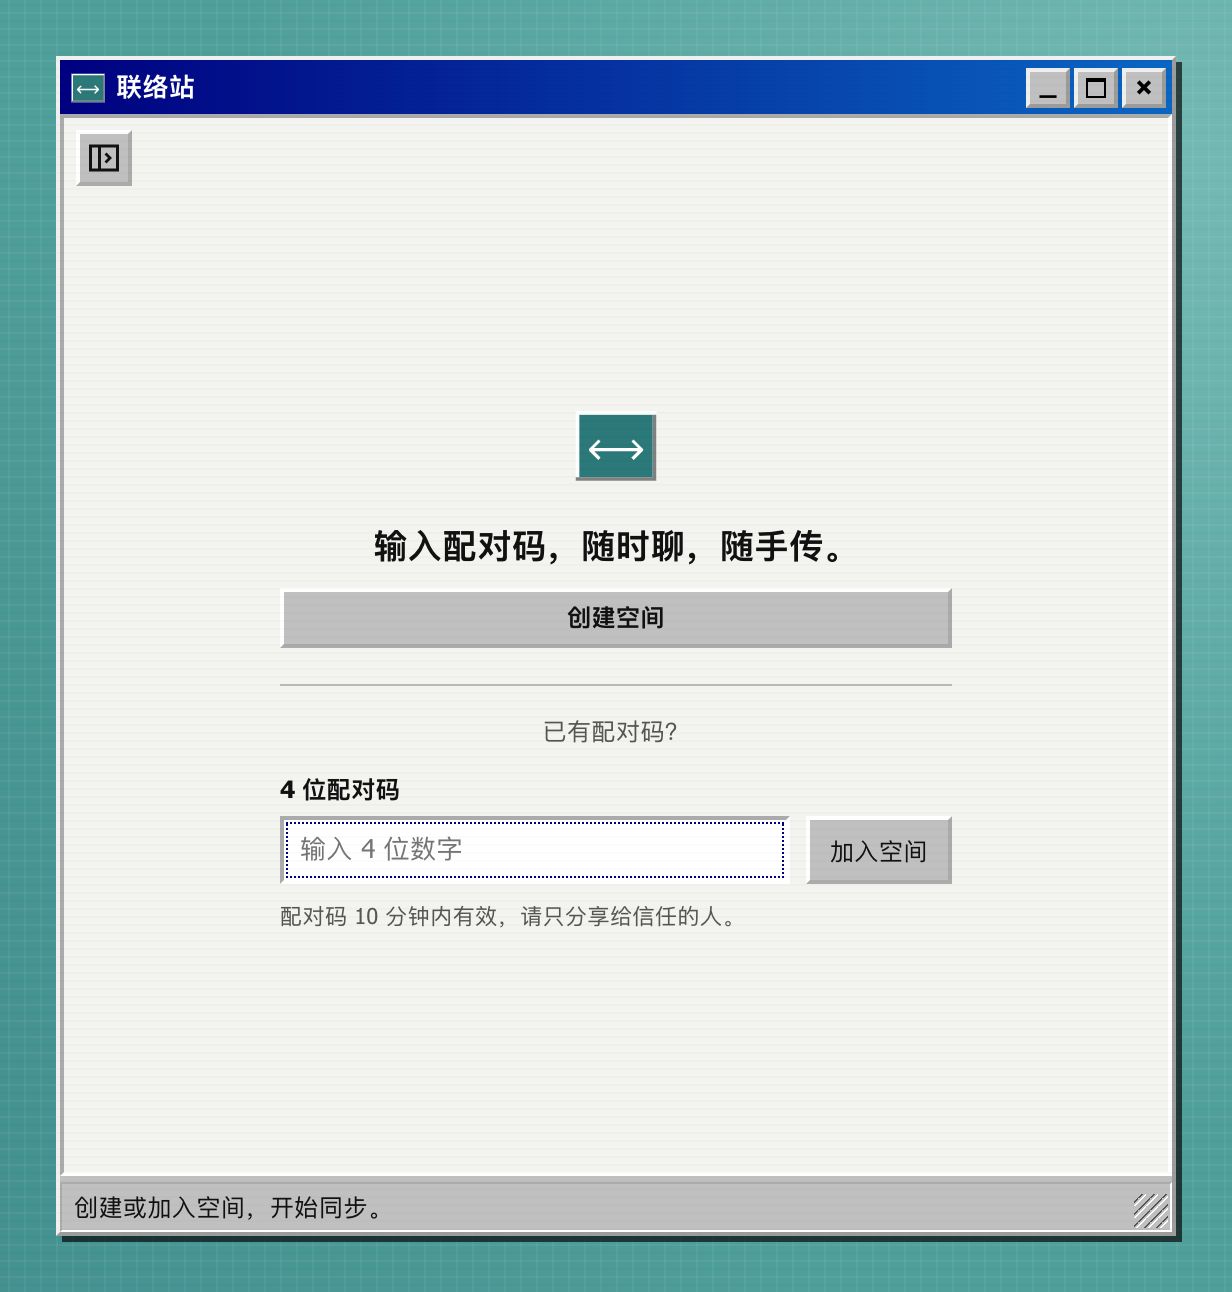 联络站
输入配对码，随时聊，随手传。
创建空间
已有配对码？
4 位配对码
输入 4 位数字
加入空间
配对码 10 分钟内有效，请只分享给信任的人。
创建或加入空间，开始同步。